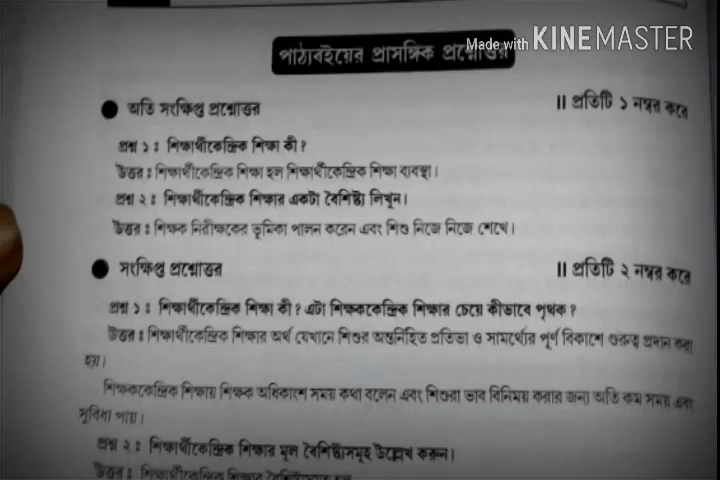 Made with KINEMASTER
পাঠ্যবইয়ের প্রাসঙ্গিক প্রশ্নোত্তর
● অতি সংক্ষিপ্ত প্রশ্নোত্তর ॥ প্রতিটি ১ নম্বর করে
প্রশ্ন ১ : শিক্ষার্থীকেন্দ্রিক শিক্ষা কী?
উত্তর : শিক্ষার্থীকেন্দ্রিক শিক্ষা হল শিক্ষার্থীকেন্দ্রিক শিক্ষা ব্যবস্থা।
প্রশ্ন ২ : শিক্ষার্থীকেন্দ্রিক শিক্ষার একটা বৈশিষ্ট্য লিখুন।
উত্তর : শিক্ষক নিরীক্ষকের ভূমিকা পালন করেন এবং শিশু নিজে নিজে শেখে।
● সংক্ষিপ্ত প্রশ্নোত্তর ॥ প্রতিটি ২ নম্বর করে
প্রশ্ন ১ : শিক্ষার্থীকেন্দ্রিক শিক্ষা কী? এটা শিক্ষককেন্দ্রিক শিক্ষার চেয়ে কীভাবে পৃথক?
উত্তর : শিক্ষার্থীকেন্দ্রিক শিক্ষার অর্থ যেখানে শিশুর অন্তর্নিহিত প্রতিভা ও সামর্থ্যের পূর্ণ বিকাশে গুরুত্ব প্রদান করা
হয়।
শিক্ষককেন্দ্রিক শিক্ষায় শিক্ষক অধিকাংশ সময় কথা বলেন এবং শিশুরা ভাব বিনিময় করার জন্য অতি কম সময় এবং
সুবিধা পায়।
প্রশ্ন ২ : শিক্ষার্থীকেন্দ্রিক শিক্ষার মূল বৈশিষ্ট্যসমূহ উল্লেখ করুন।
উত্তর : শিক্ষার্থীকেন্দ্রিক শিক্ষার